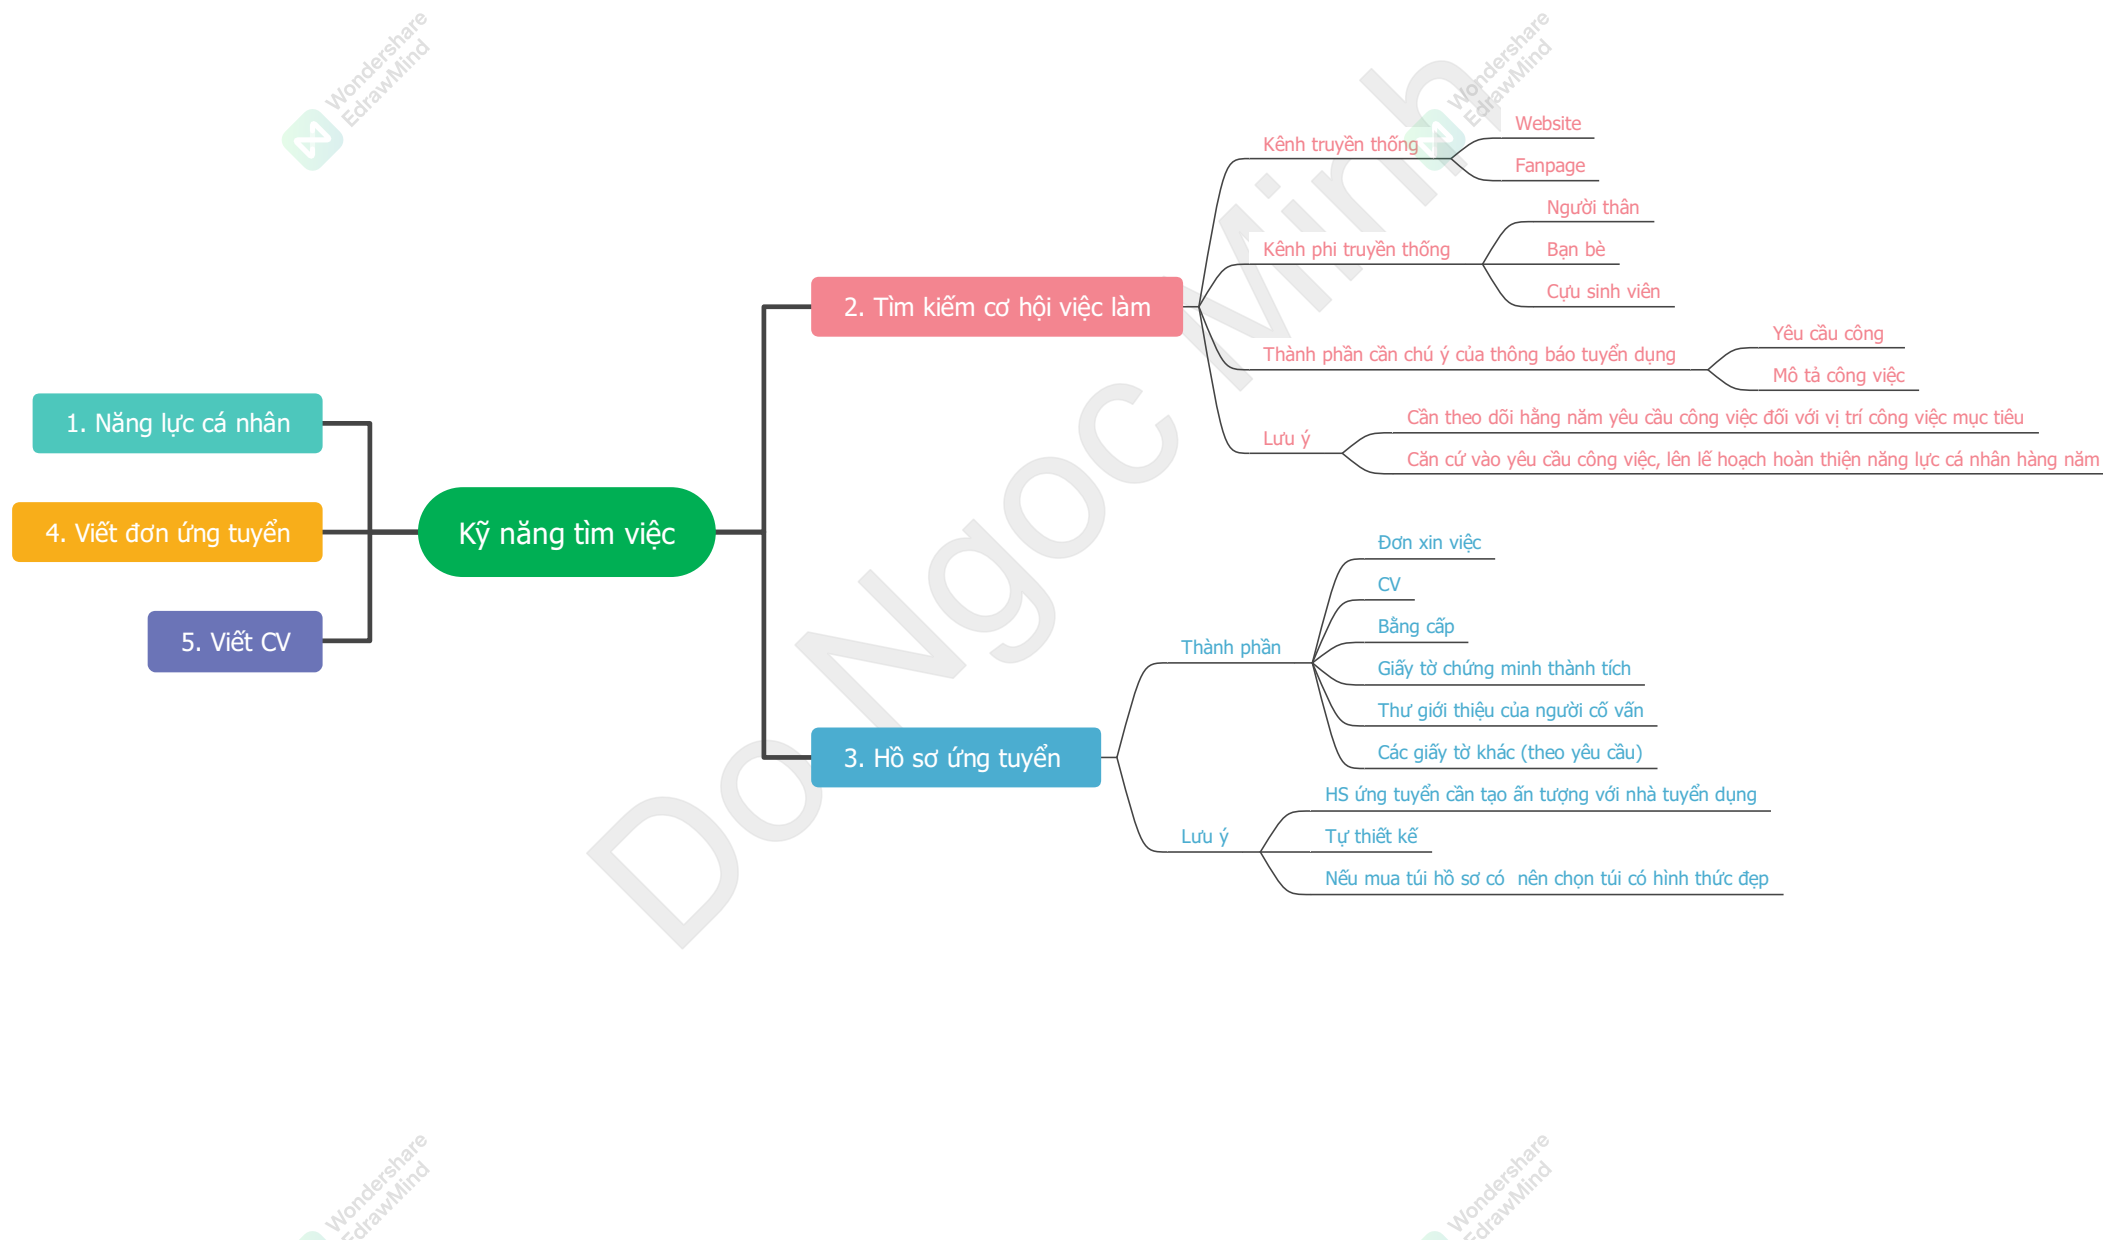 Wondershare
EdrawMind
Wondershare
EdrawMind
Do Ngoc Minh
Kỹ năng tìm việc
1. Năng lực cá nhân
4. Viết đơn ứng tuyển
5. Viết CV
2. Tìm kiếm cơ hội việc làm
Kênh truyền thống
Website
Fanpage
Kênh phi truyền thống
Người thân
Bạn bè
Cựu sinh viên
Thành phần cần chú ý của thông báo tuyển dụng
Yêu cầu công
Mô tả công việc
Lưu ý
Cần theo dõi hằng năm yêu cầu công việc đối với vị trí công việc mục tiêu
Căn cứ vào yêu cầu công việc, lên lế hoạch hoàn thiện năng lực cá nhân hàng năm
3. Hồ sơ ứng tuyển
Thành phần
Đơn xin việc
CV
Bằng cấp
Giấy tờ chứng minh thành tích
Thư giới thiệu của người cố vấn
Các giấy tờ khác (theo yêu cầu)
Lưu ý
HS ứng tuyển cần tạo ấn tượng với nhà tuyển dụng
Tự thiết kế
Nếu mua túi hồ sơ có  nên chọn túi có hình thức đẹp
Wondershare
EdrawMind
Wondershare
EdrawMind